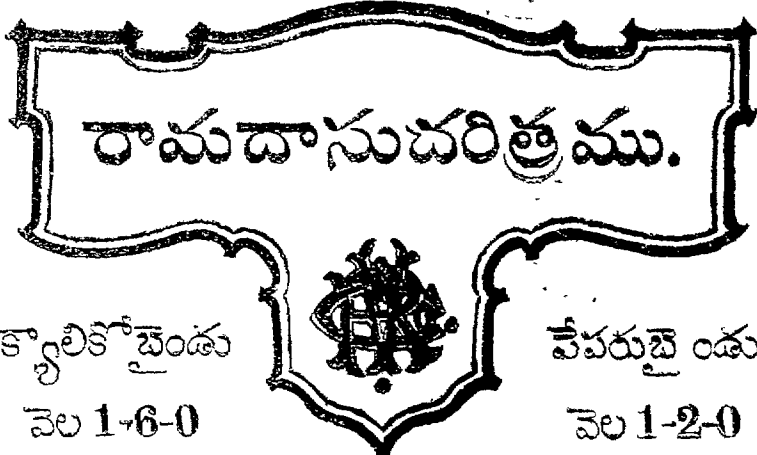 రామదాసుచరిత్రము.
క్యాలికోబైండు
వెల 1-6-0
పేపరుబైండు
వెల 1-2-0